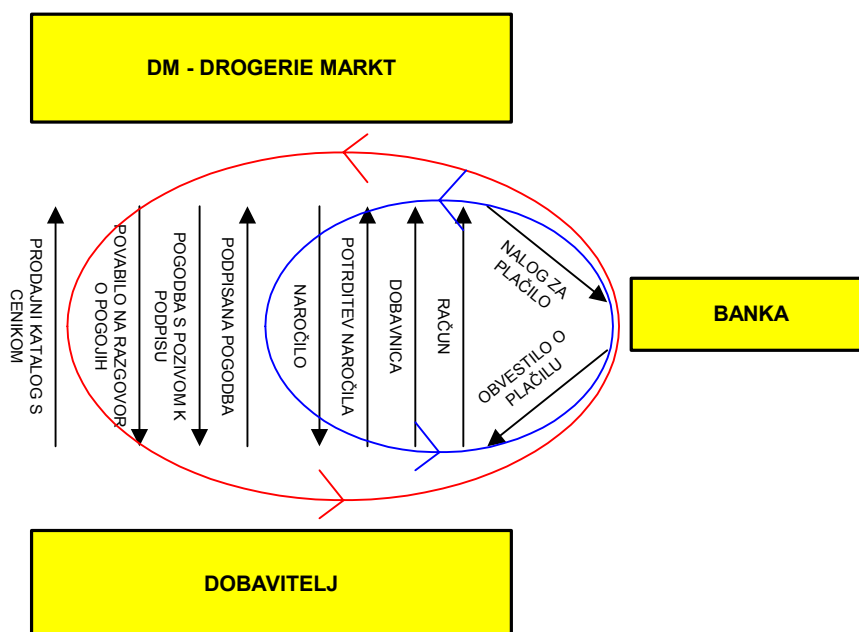 DM - DROGERIE MARKT
PRODAJNI KATALOG S
CENIKOM
POVABILO NA RAZGOVOR
O POGOJIH
POGODBA S POZIVOM K
PODPISU
PODPISANA POGODBA
NAROČILO
POTRDITEV NAROČILA
DOBAVNICA
RAČUN
NALOG ZA
PLAČILO
OBVESTILO O
PLAČILU
BANKA
DOBAVITELJ